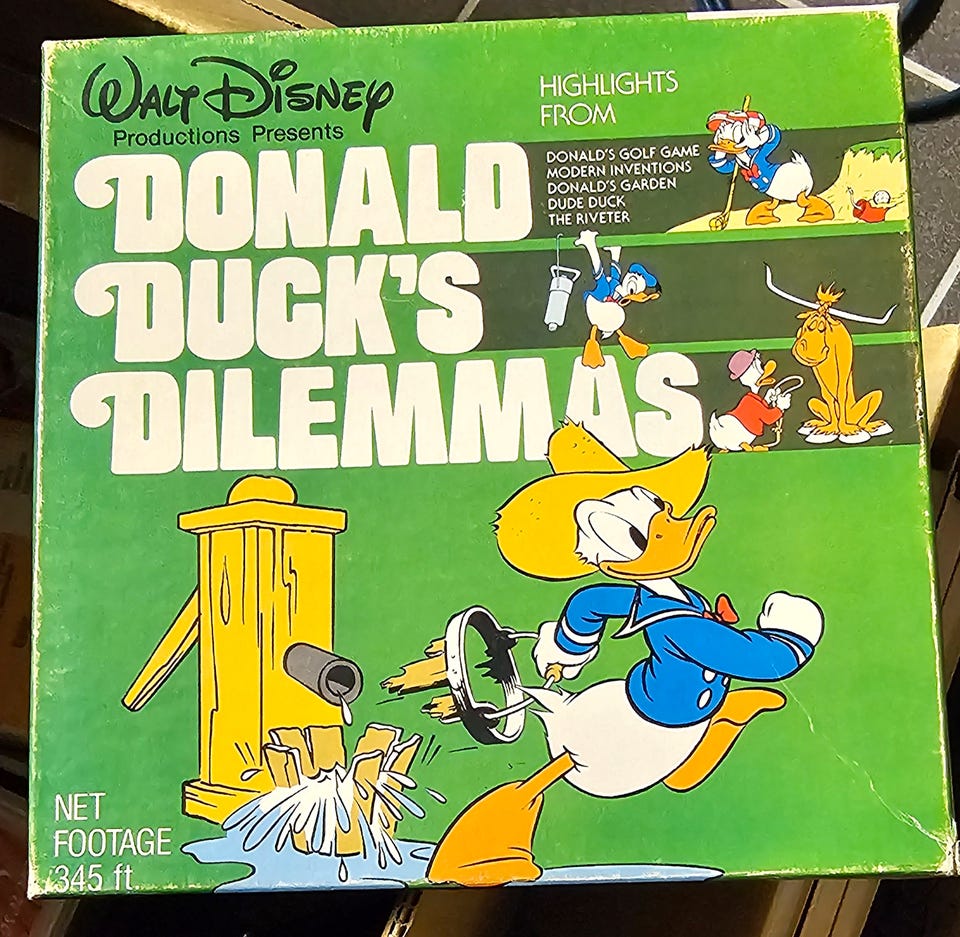 WALT DISNEY
Productions Presents
DONALD
DUCK'S
DILEMMAS
HIGHLIGHTS
FROM
DONALD'S GOLF GAME
MODERN INVENTIONS
DONALD'S GARDEN
DUDE DUCK
THE RIVETER
NET
FOOTAGE
345 ft.